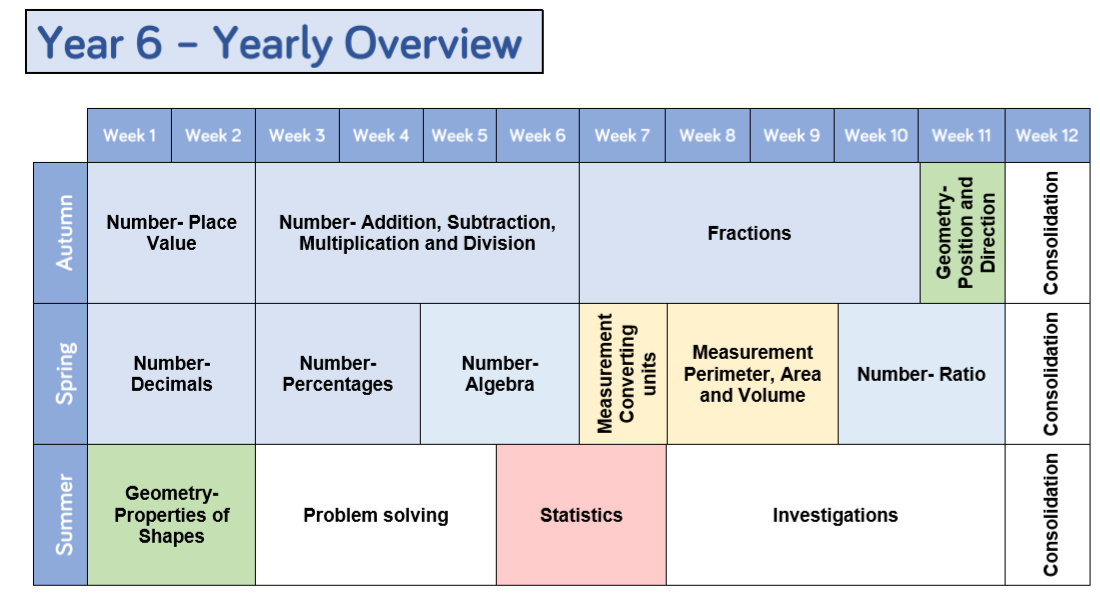 Year 6 – Yearly Overview
Week 1
Week 2
Week 3
Week 4
Week 5
Week 6
Week 7
Week 8
Week 9
Week 10
Week 11
Week 12
Autumn
Number- Place
Value
Number- Addition, Subtraction,
Multiplication and Division
Fractions
Geometry-
Position and
Direction
Consolidation
Spring
Number-
Decimals
Number-
Percentages
Number-
Algebra
Measurement
Converting
units
Measurement
Perimeter, Area
and Volume
Number- Ratio
Consolidation
Summer
Geometry-
Properties of
Shapes
Problem solving
Statistics
Investigations
Consolidation